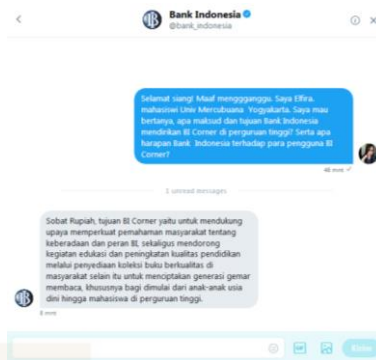 Bank Indonesia
@bank_indonesia
Selamat siang! Maaf menggganggu. Saya Elfira,
mahasiswi Univ Mercubuana Yogyakarta. Saya mau
bertanya, apa maksud dan tujuan Bank Indonesia
mendirikan BI Corner di perguruan tinggi? Serta apa
harapan Bank Indonesia terhadap para pengguna BI
Corner?
48 mnt
1 unread messages
Sobat Rupiah, tujuan BI Corner yaitu untuk mendukung
upaya memperkuat pemahaman masyarakat tentang
keberadaan dan peran BI, sekaligus mendorong
kegiatan edukasi dan peningkatan kualitas pendidikan
melalui penyediaan koleksi buku berkualitas di
masyarakat selain itu untuk menciptakan generasi gemar
membaca, khususnya bagi dimulai dari anak-anak usia
dini hingga mahasiswa di perguruan tinggi.
8 mnt
GIF
Kirim